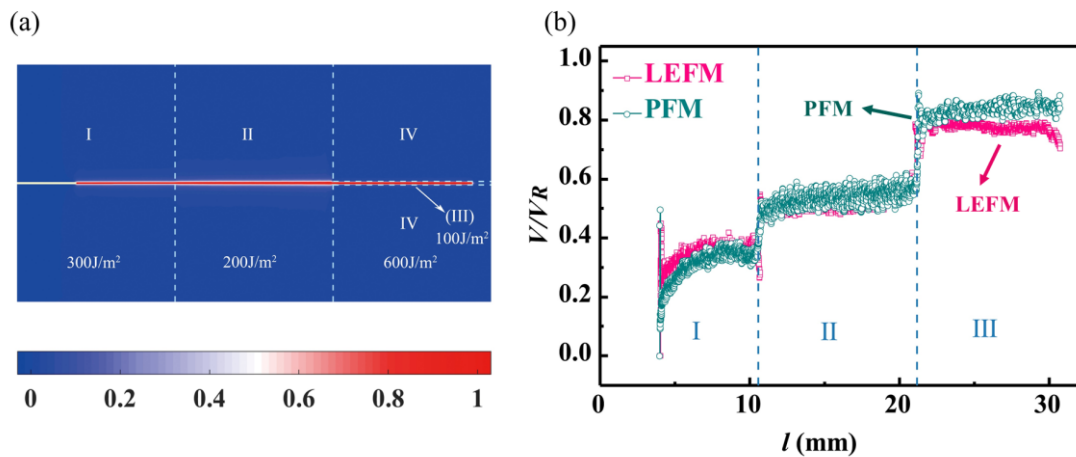 (a)
I
II
IV
IV
(III)
100J/m²
300J/m²
200J/m²
600J/m²
0
0.2
0.4
0.6
0.8
1
(b)
V/VR
1.0
0.8
0.6
0.4
0.2
0.0
LEFM
PFM
PFM
LEFM
I
II
III
0
10
20
30
l (mm)